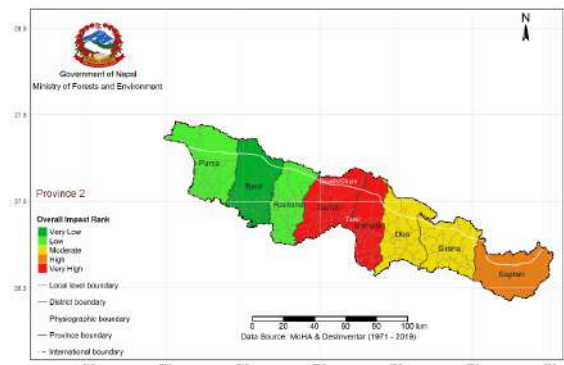 28.0
N
Government of Nepal
Ministry of Forests and Environment
27.5
Parsa
Bara
Rautahat
Sarlahi
Province 2
27.0
Terai
Dhanusa
Siraha
Saptari
Overall Impact Rank
Very Low
Low
Moderate
High
Very High
Local level boundary
District boundary
Physiographic boundary
Province boundary
International boundary
26.5
0 20 40 60 80 100 km
Data Source: MoHA & DesInventar (1971 - 2019)